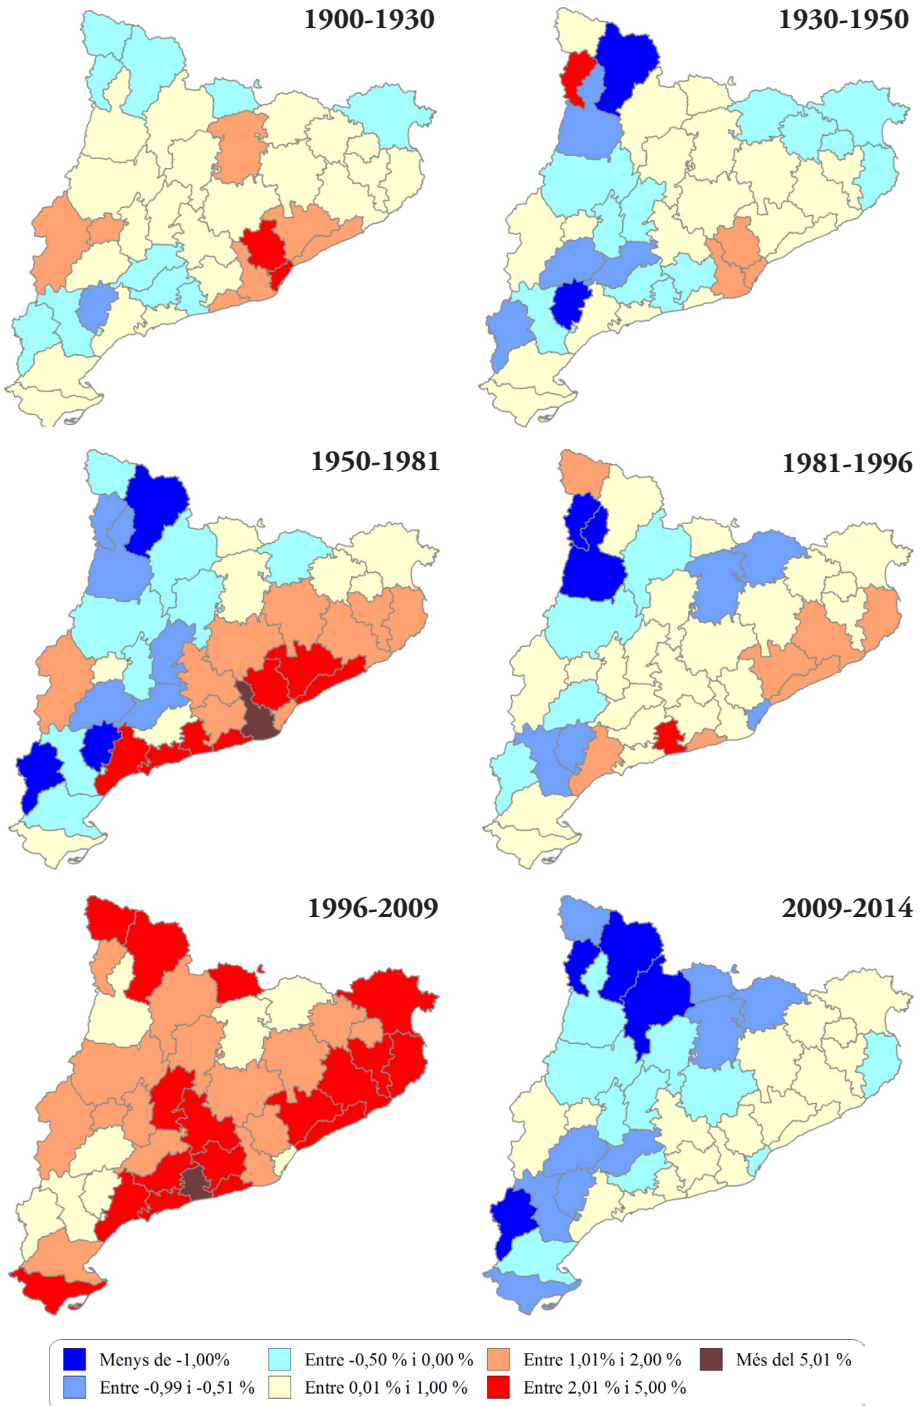 1900-1930
1930-1950
1950-1981
1981-1996
1996-2009
2009-2014
Menys de -1,00%
Entre -0,50 % i 0,00 %
Entre 1,01% i 2,00 %
Més del 5,01 %
Entre -0,99 i -0,51 %
Entre 0,01 % i 1,00 %
Entre 2,01 % i 5,00 %